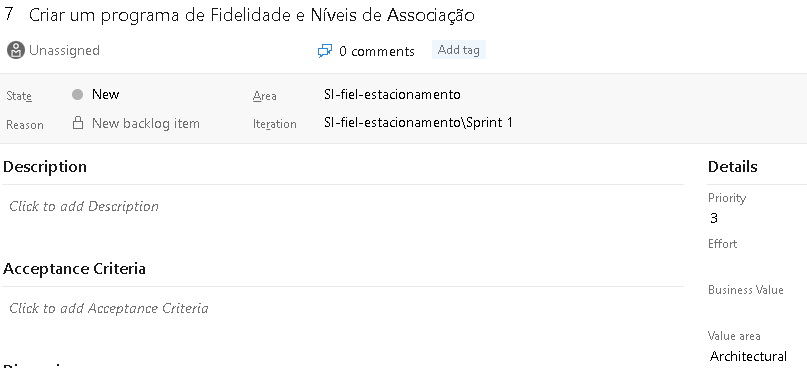 7 Criar um programa de Fidelidade e Níveis de Associação
Unassigned
0 comments
Add tag
State New
Area SI-fiel-estacionamento
Reason New backlog item
Iteration SI-fiel-estacionamento\Sprint 1
Description
Click to add Description
Acceptance Criteria
Click to add Acceptance Criteria
Details
Priority
3
Effort
Business Value
Value area
Architectural